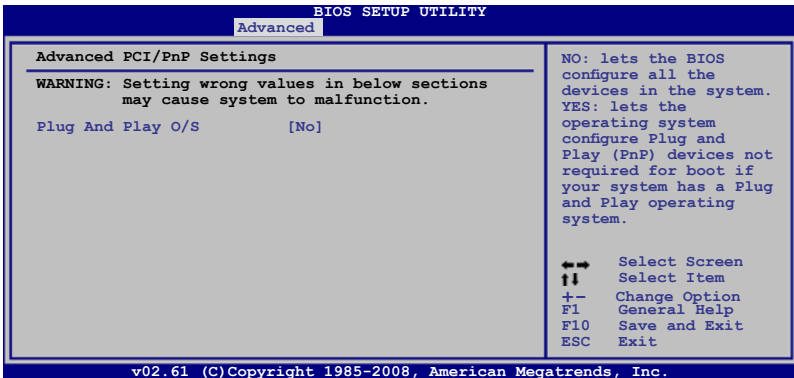 BIOS SETUP UTILITY
Advanced
Advanced PCI/PnP Settings
WARNING: Setting wrong values in below sections
may cause system to malfunction.
Plug And Play O/S [No]
NO: lets the BIOS
configure all the
devices in the system.
YES: lets the
operating system
configure Plug and
Play (PnP) devices not
required for boot if
your system has a Plug
and Play operating
system.
←→ Select Screen
↑↓ Select Item
+- Change Option
F1 General Help
F10 Save and Exit
ESC Exit
v02.61 (C)Copyright 1985-2008, American Megatrends, Inc.